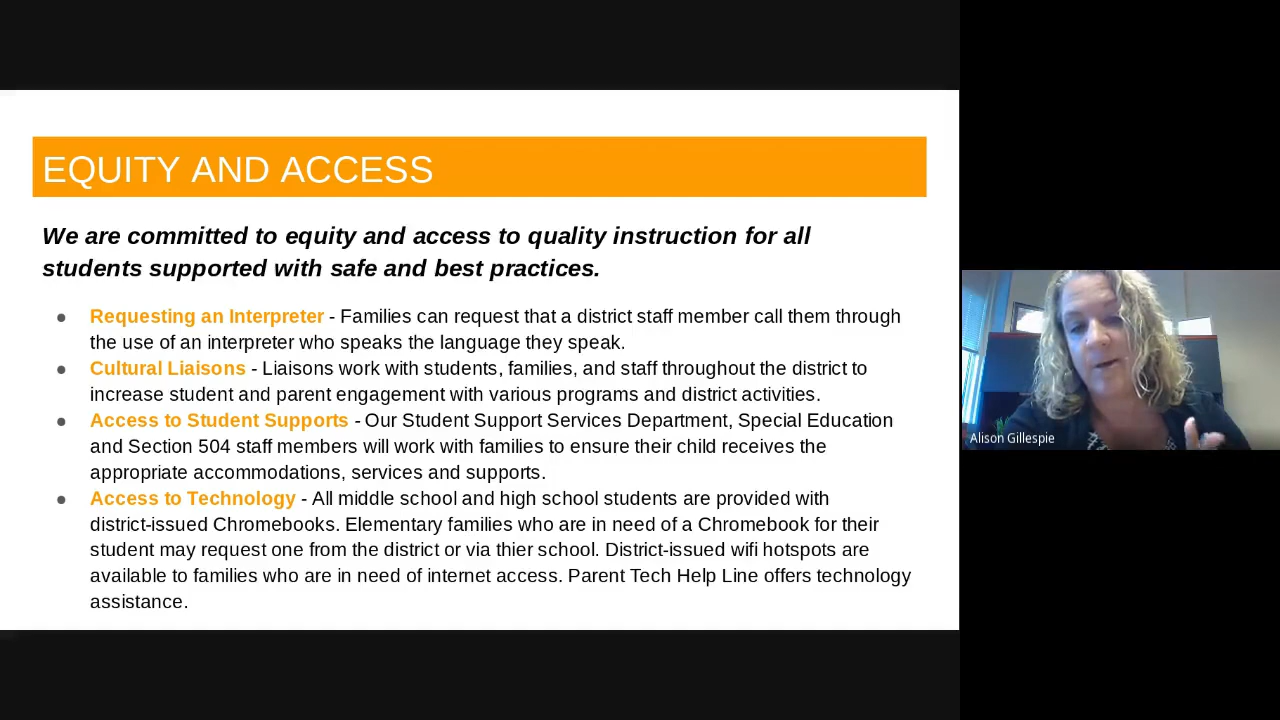 EQUITY AND ACCESS
We are committed to equity and access to quality instruction for all
students supported with safe and best practices.
● Requesting an Interpreter - Families can request that a district staff member call them through
the use of an interpreter who speaks the language they speak.
● Cultural Liaisons - Liaisons work with students, families, and staff throughout the district to
increase student and parent engagement with various programs and district activities.
● Access to Student Supports - Our Student Support Services Department, Special Education
and Section 504 staff members will work with families to ensure their child receives the
appropriate accommodations, services and supports.
● Access to Technology - All middle school and high school students are provided with
district-issued Chromebooks. Elementary families who are in need of a Chromebook for their
student may request one from the district or via thier school. District-issued wifi hotspots are
available to families who are in need of internet access. Parent Tech Help Line offers technology
assistance.
Alison Gillespie